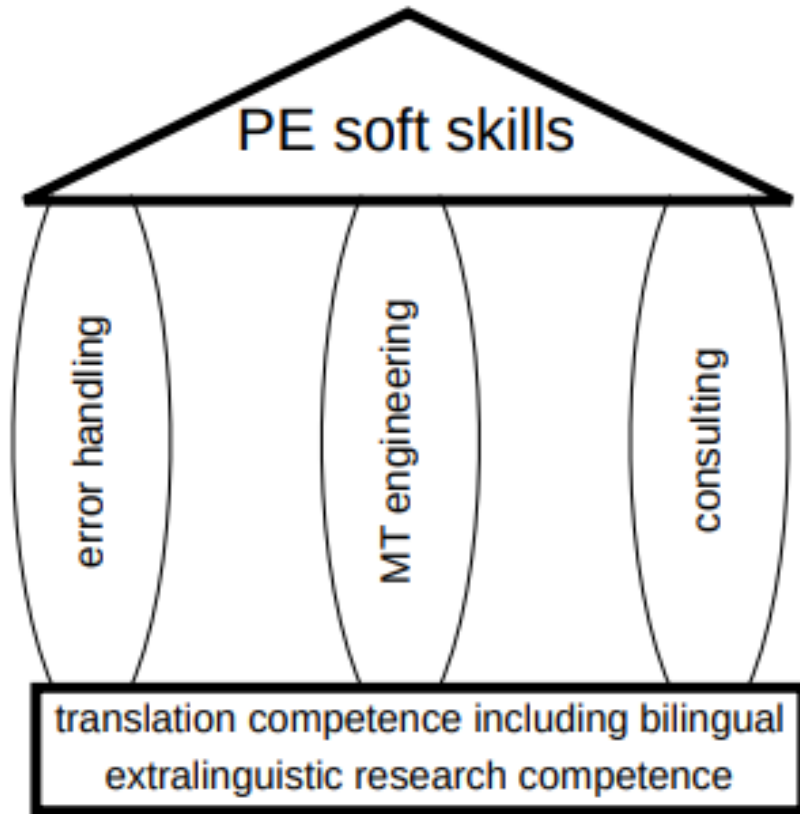 PE soft skills
error handling
MT engineering
consulting
translation competence including bilingual
extralinguistic research competence